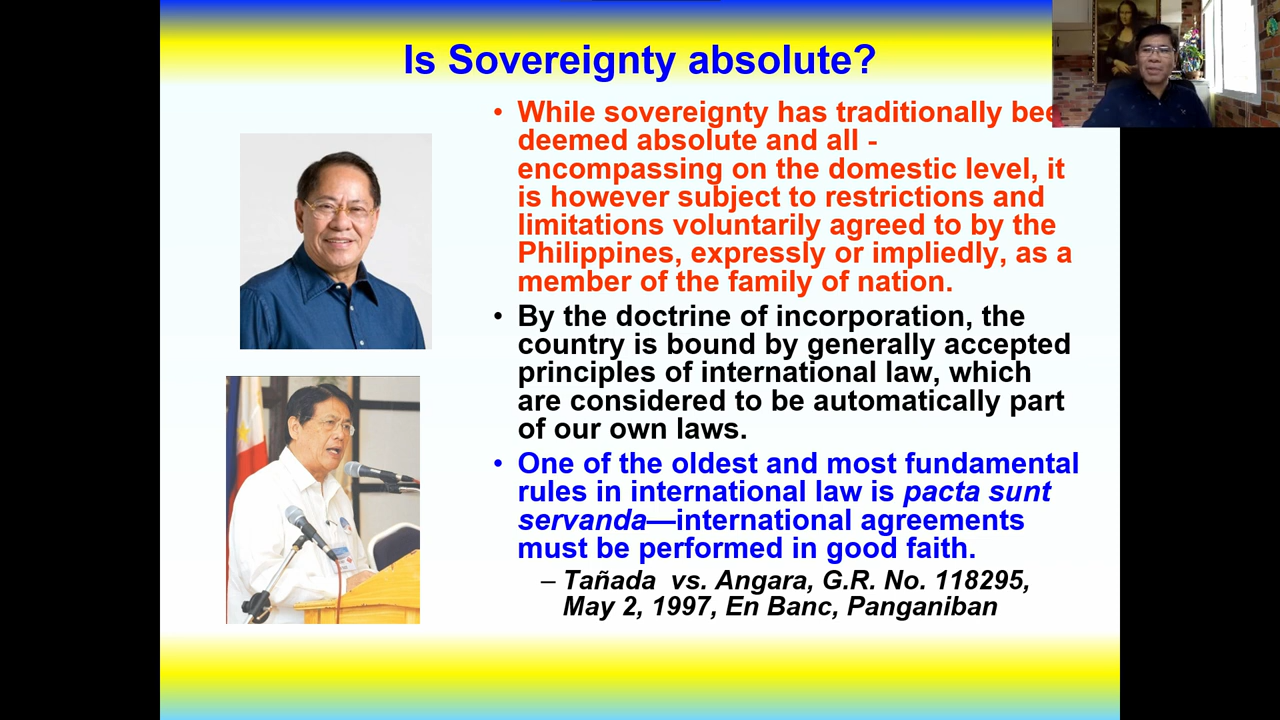 Is Sovereignty absolute?
• While sovereignty has traditionally
deemed absolute and all -
encompassing on the domestic level, it
is however subject to restrictions and
limitations voluntarily agreed to by the
Philippines, expressly or impliedly, as a
member of the family of nation.
• By the doctrine of incorporation, the
country is bound by generally accepted
principles of international law, which
are considered to be automatically part
of our own laws.
• One of the oldest and most fundamental
rules in international law is pacta sunt
servanda—international agreements
must be performed in good faith.
– Tañada vs. Angara, G.R. No. 118295,
May 2, 1997, En Banc, Panganiban